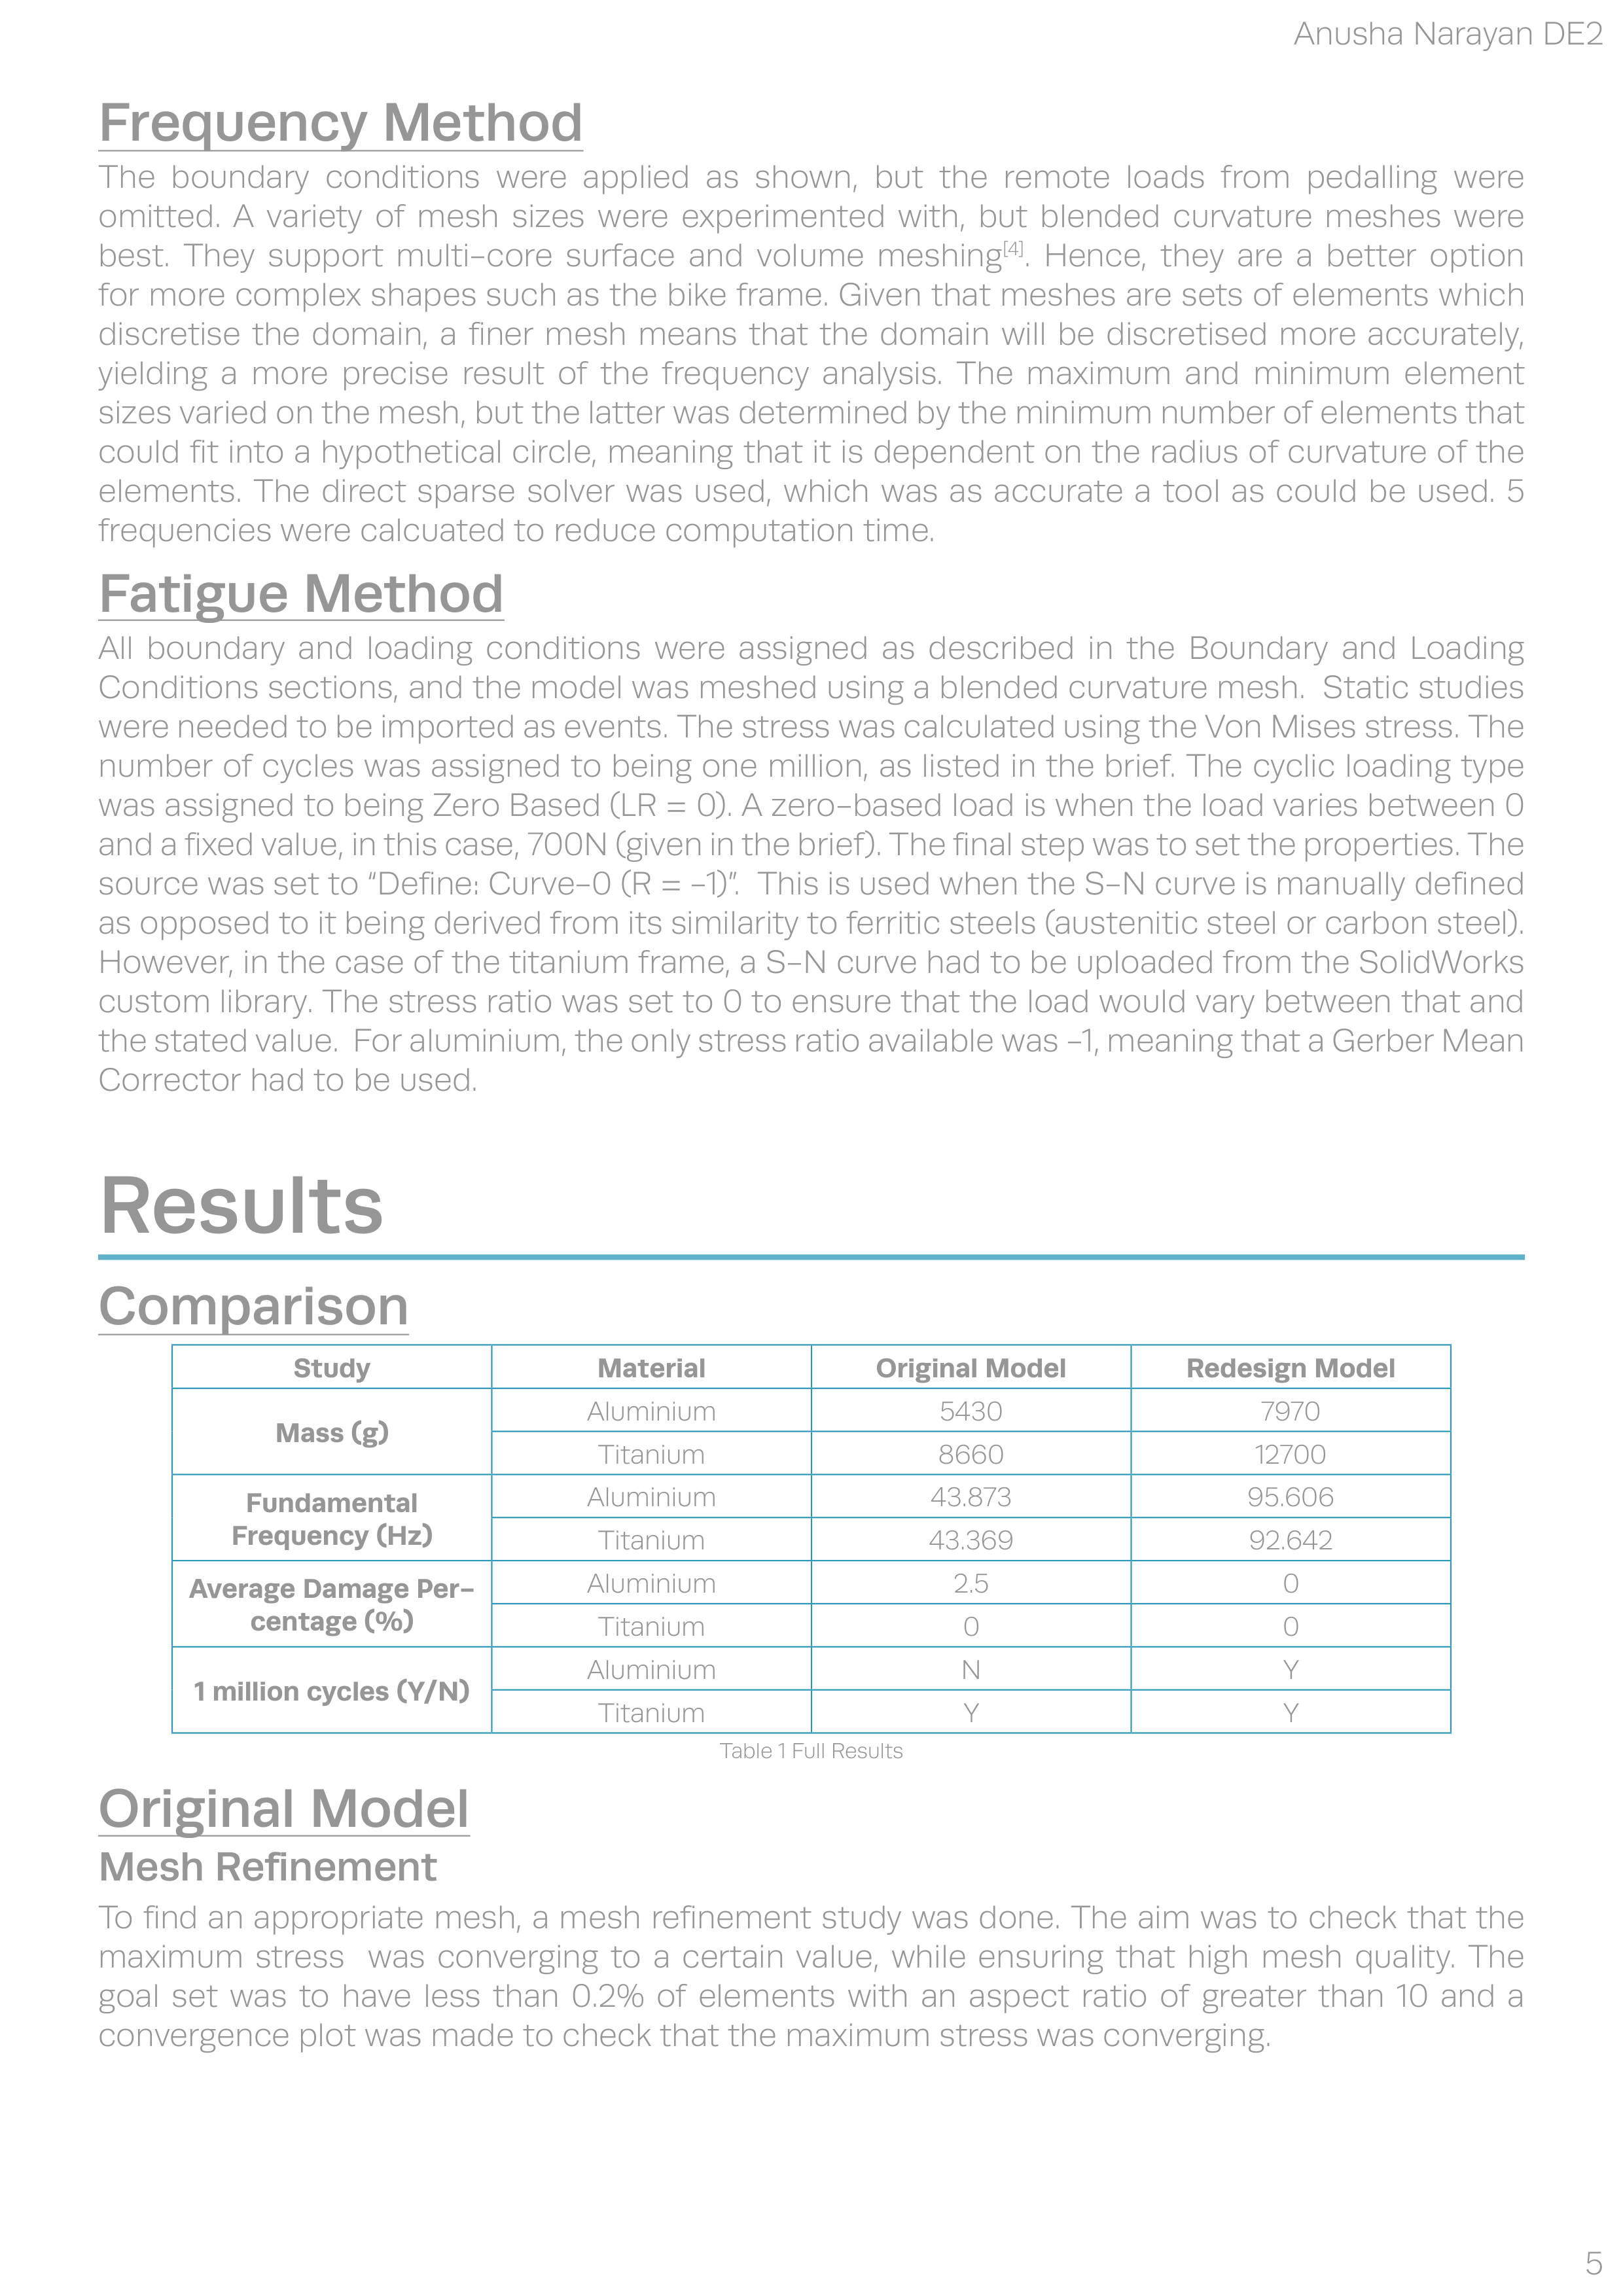 Anusha Narayan DE2
Frequency Method
The boundary conditions were applied as shown, but the remote loads from pedalling were
omitted. A variety of mesh sizes were experimented with, but blended curvature meshes were
best. They support multi-core surface and volume meshing[4]. Hence, they are a better option
for more complex shapes such as the bike frame. Given that meshes are sets of elements which
discretise the domain, a finer mesh means that the domain will be discretised more accurately,
yielding a more precise result of the frequency analysis. The maximum and minimum element
sizes varied on the mesh, but the latter was determined by the minimum number of elements that
could fit into a hypothetical circle, meaning that it is dependent on the radius of curvature of the
elements. The direct sparse solver was used, which was as accurate a tool as could be used. 5
frequencies were calcuated to reduce computation time.
Fatigue Method
All boundary and loading conditions were assigned as described in the Boundary and Loading
Conditions sections, and the model was meshed using a blended curvature mesh.  Static studies
were needed to be imported as events. The stress was calculated using the Von Mises stress. The
number of cycles was assigned to being one million, as listed in the brief. The cyclic loading type
was assigned to being Zero Based (LR = 0). A zero-based load is when the load varies between 0
and a fixed value, in this case, 700N (given in the brief). The final step was to set the properties. The
source was set to “Define: Curve-0 (R = -1)”.  This is used when the S-N curve is manually defined
as opposed to it being derived from its similarity to ferritic steels (austenitic steel or carbon steel).
However, in the case of the titanium frame, a S-N curve had to be uploaded from the SolidWorks
custom library. The stress ratio was set to 0 to ensure that the load would vary between that and
the stated value.  For aluminium, the only stress ratio available was -1, meaning that a Gerber Mean
Corrector had to be used.
Results
Comparison
Study Material Original Model Redesign Model
Mass (g)
Aluminium 5430 7970
Titanium 8660 12700
Fundamental
Frequency (Hz)
Aluminium 43.873 95.606
Titanium 43.369 92.642
Average Damage Per-
centage (%)
Aluminium 2.5 0
Titanium 0 0
1 million cycles (Y/N)
Aluminium N Y
Titanium Y Y
Table 1 Full Results
Original Model
Mesh Refinement
To find an appropriate mesh, a mesh refinement study was done. The aim was to check that the
maximum stress  was converging to a certain value, while ensuring that high mesh quality. The
goal set was to have less than 0.2% of elements with an aspect ratio of greater than 10 and a
convergence plot was made to check that the maximum stress was converging.
5